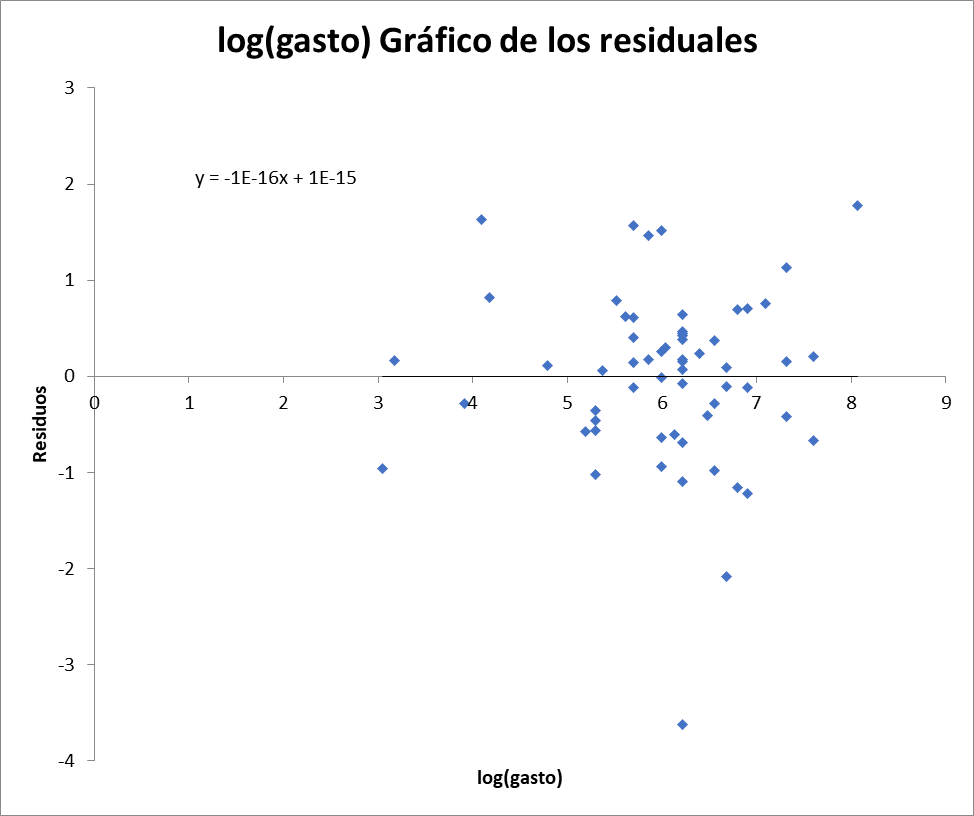 log(gasto) Gráfico de los residuales
3
y = -1E-16x + 1E-15
2
1
0
0 1 2 3 4 5 6 7 8 9
Residuos
-1
-2
-3
-4
log(gasto)